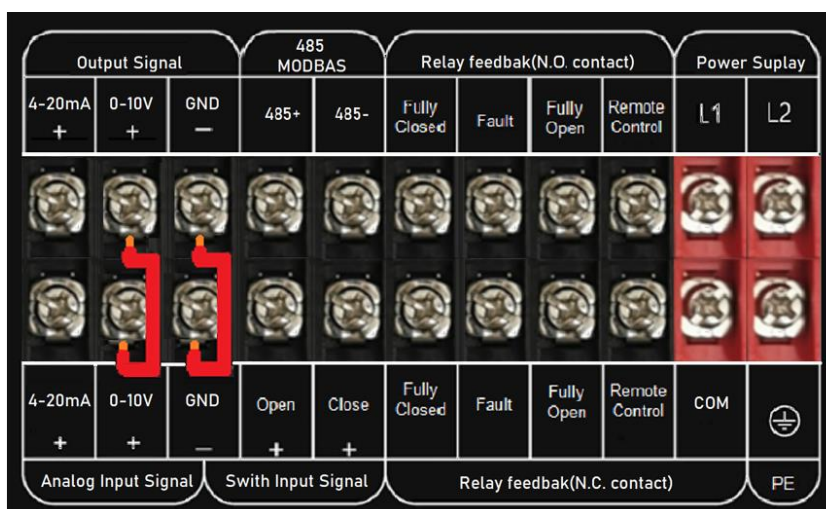 Output Signal
485
MODBAS
Relay feedbak(N.O. contact)
Power Suplay
4-20mA
+
0-10V
+
GND
—
485+
485-
Fully
Closed
Fault
Fully
Open
Remote
Control
L1
L2
4-20mA
+
0-10V
+
GND
—
Open
+
Close
+
Fully
Closed
Fault
Fully
Open
Remote
Control
COM
Analog Input Signal
Swith Input Signal
Relay feedbak(N.C. contact)
PE